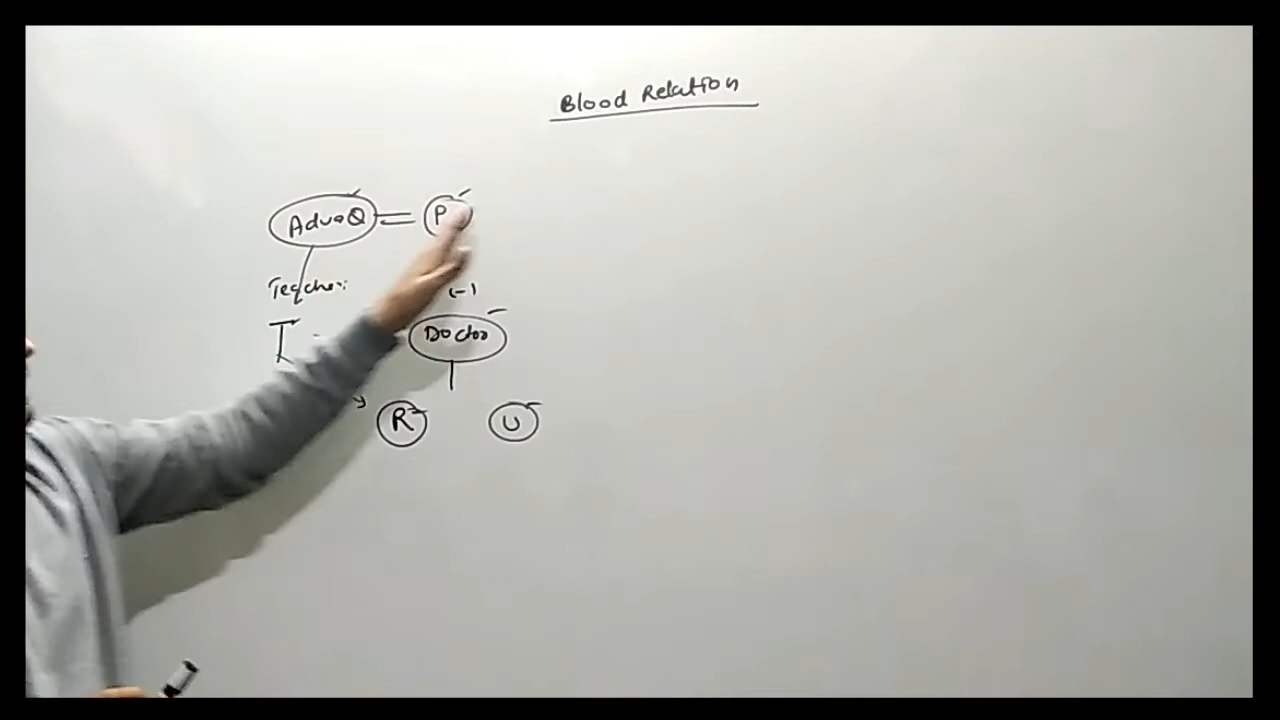 Blood Relation
AdvoQ = P
Teacher
(-)
T Doctor
R U